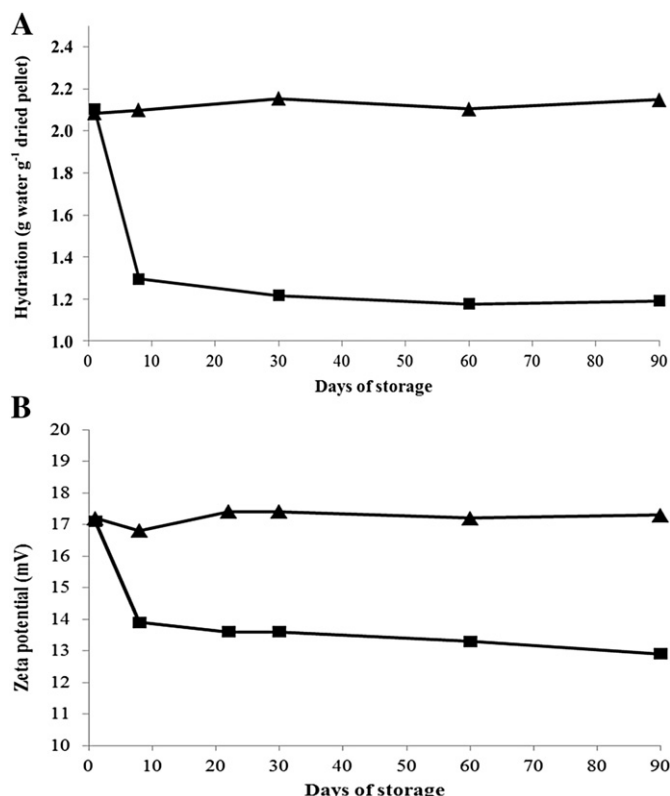 A
Hydration (g water g⁻¹ dried pellet)
2.4
2.2
2.0
1.8
1.6
1.4
1.2
1.0
0 10 20 30 40 50 60 70 80 90
Days of storage
B
Zeta potential (mV)
20
19
18
17
16
15
14
13
12
11
10
0 10 20 30 40 50 60 70 80 90
Days of storage